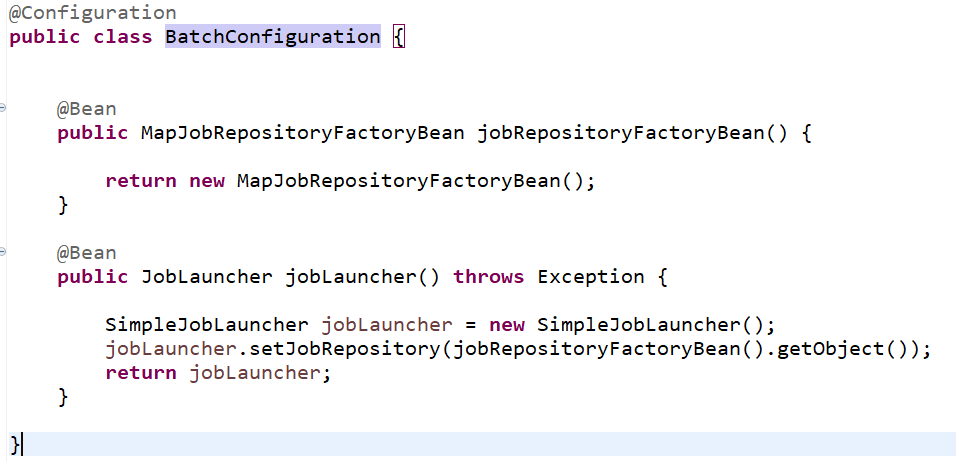 @Configuration
public class BatchConfiguration {
@Bean
public MapJobRepositoryFactoryBean jobRepositoryFactoryBean() {
return new MapJobRepositoryFactoryBean();
}
@Bean
public JobLauncher jobLauncher() throws Exception {
SimpleJobLauncher jobLauncher = new SimpleJobLauncher();
jobLauncher.setJobRepository(jobRepositoryFactoryBean().getObject());
return jobLauncher;
}
}